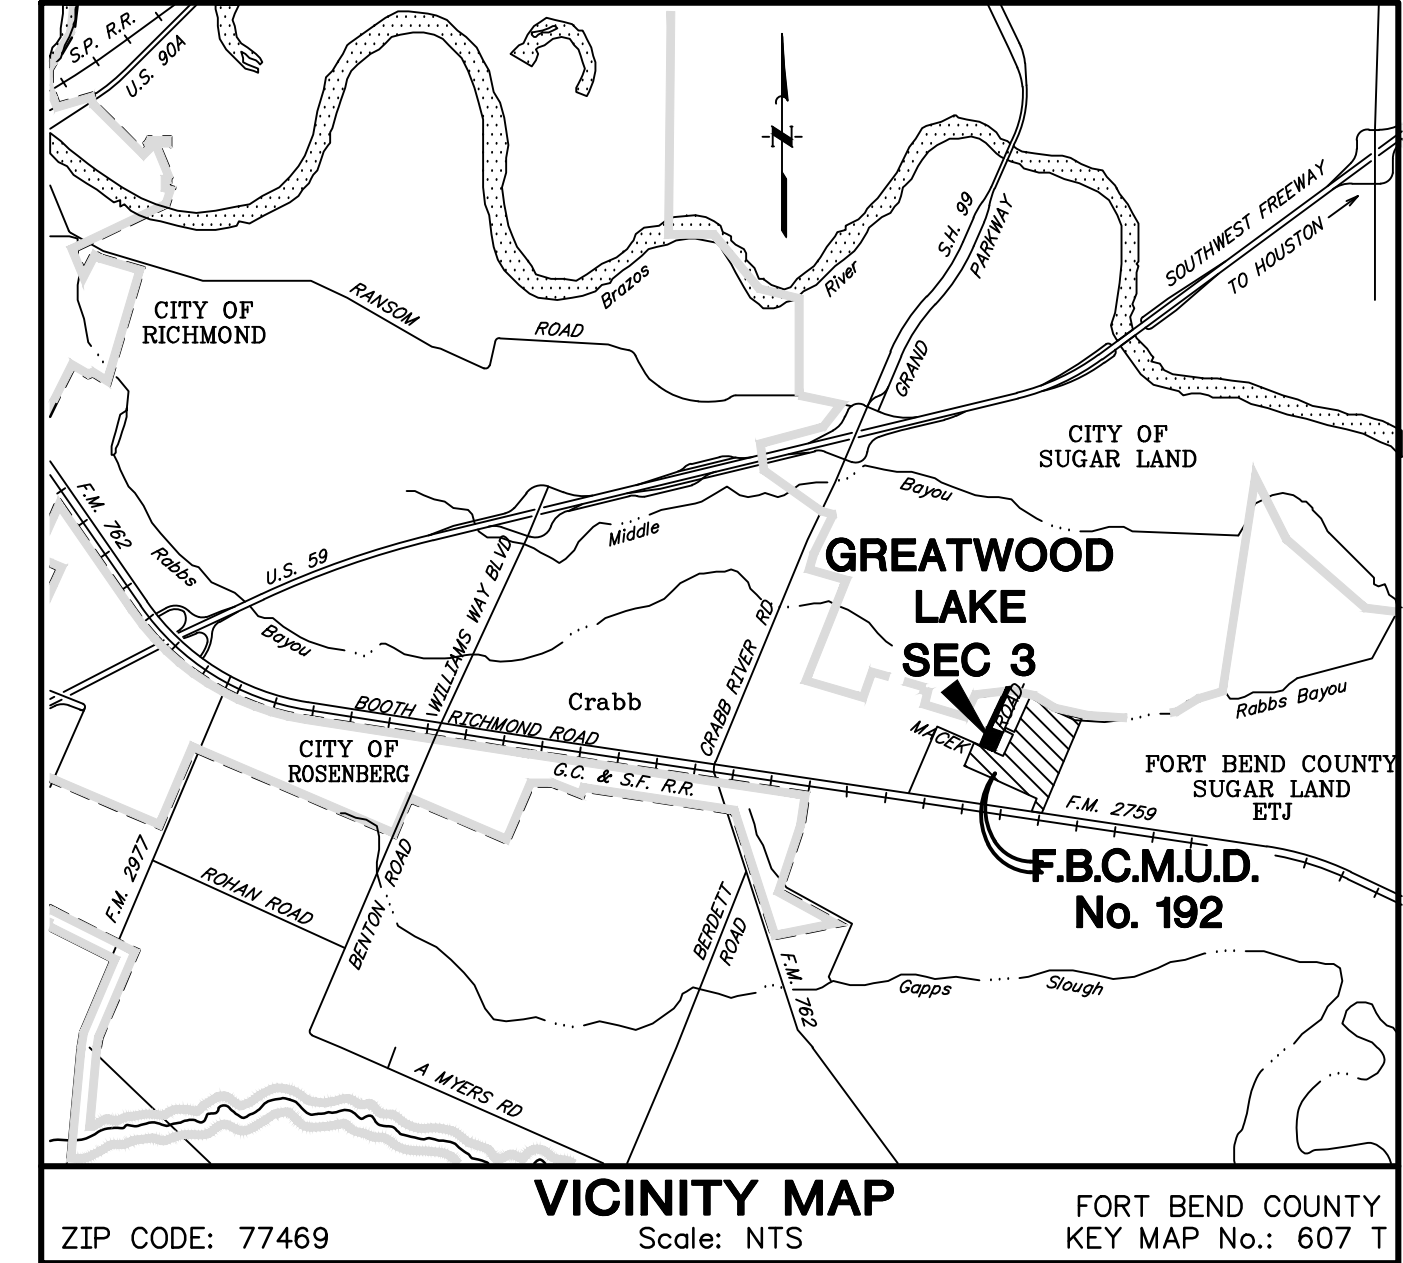 S.P. R.R.
U.S. 90A
N
S.H. 99
PARKWAY
SOUTHWEST FREEWAY
TO HOUSTON
CITY OF
RICHMOND
RANSOM
ROAD
Brazos
River
GRAND
CITY OF
SUGAR LAND
F.M. 762
Rabbs
Bayou
U.S. 59
WILLIAMS WAY BLVD
Middle
Bayou
GREATWOOD
LAKE
SEC 3
CRABB RIVER RD
Crabb
BOOTH
RICHMOND ROAD
G.C. & S.F. R.R.
CITY OF
ROSENBERG
MACEK
ROAD
Rabbs Bayou
FORT BEND COUNTY
SUGAR LAND
ETJ
F.M. 2759
F.B.C.M.U.D.
No. 192
F.M. 2977
ROHAN ROAD
BENTON ROAD
BERDETT
ROAD
F.M. 762
Gapps
Slough
A MYERS RD
VICINITY MAP
Scale: NTS
ZIP CODE: 77469
FORT BEND COUNTY
KEY MAP No.: 607 T